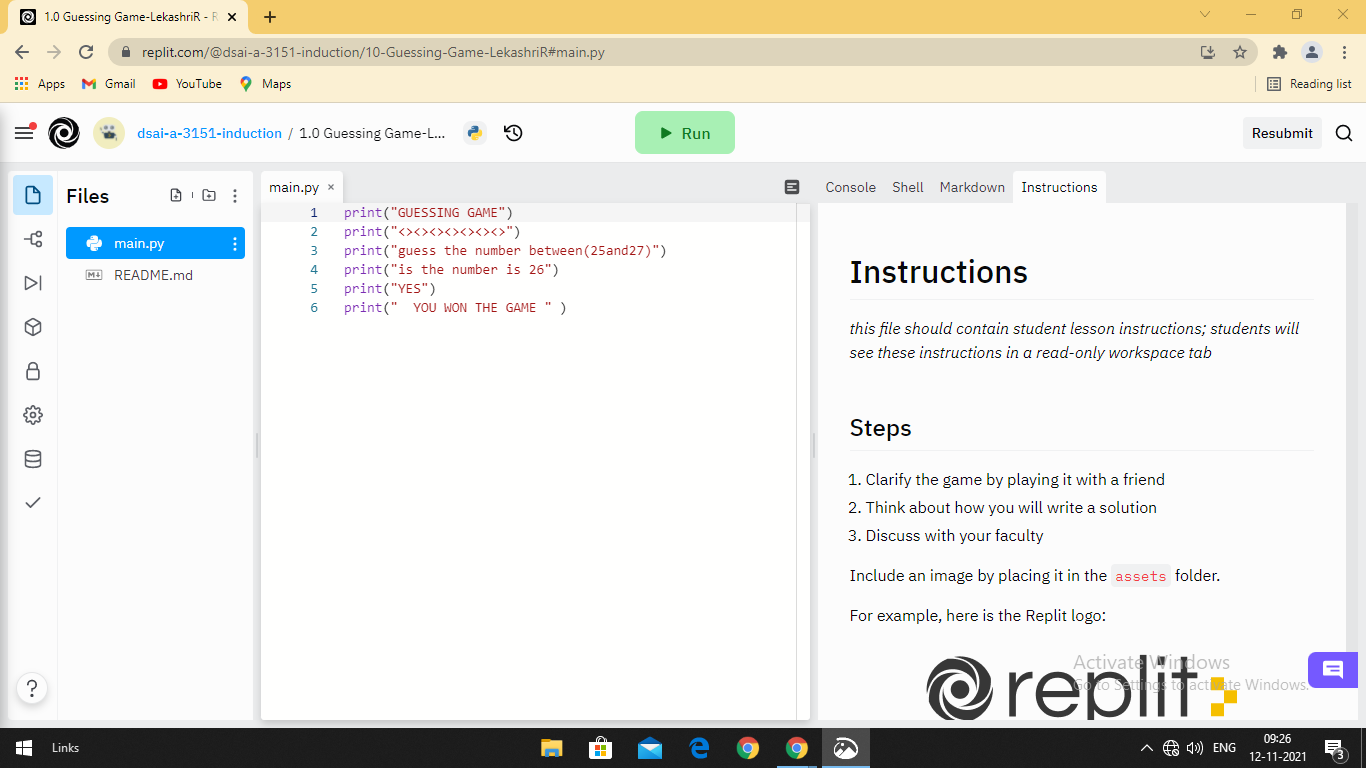 1.0 Guessing Game-LekashriR - R
replit.com/@dsai-a-3151-induction/10-Guessing-Game-LekashriR#main.py
Apps Gmail YouTube Maps Reading list
dsai-a-3151-induction / 1.0 Guessing Game-L... Run Resubmit
Files
main.py
README.md
main.py
1 print("GUESSING GAME")
2 print("<><><><><><><>")
3 print("guess the number between(25and27)")
4 print("is the number is 26")
5 print("YES")
6 print("  YOU WON THE GAME " )
Console Shell Markdown Instructions
Instructions
this file should contain student lesson instructions; students will
see these instructions in a read-only workspace tab
Steps
1. Clarify the game by playing it with a friend
2. Think about how you will write a solution
3. Discuss with your faculty
Include an image by placing it in the assets folder.
For example, here is the Replit logo:
replit
Activate Windows
Go to Settings to activate Windows.
?
Links
ENG
09:26
12-11-2021
3